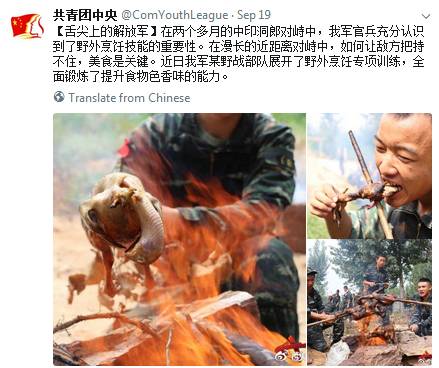 共青团中央 @ComYouthLeague · Sep 19
【舌尖上的解放军】在两个多月的中印洞郎对峙中，我军官兵充分认识
到了野外烹饪技能的重要性。在漫长的近距离对峙中，如何让敌方把持
不住，美食是关键。近日我军某野战部队展开了野外烹饪专项训练，全
面锻炼了提升食物色香味的能力。
Translate from Chinese